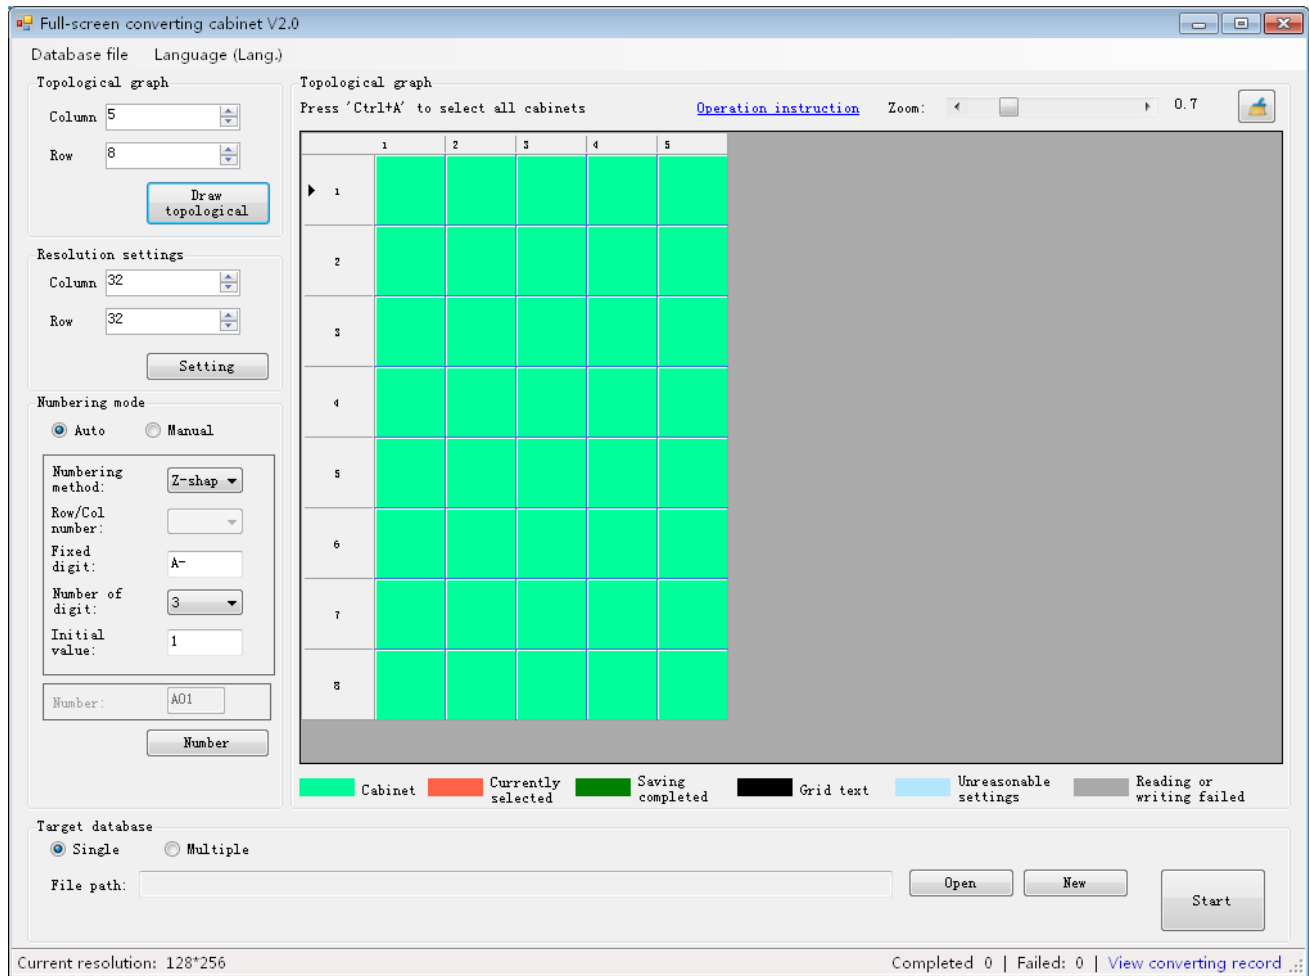 Full-screen converting cabinet V2.0
Database file Language (Lang.)
Topological graph
Column 5
Row 8
Draw
topological
Resolution settings
Column 32
Row 32
Setting
Numbering mode
Auto Manual
Numbering
method: Z-shap
Row/Col
number:
Fixed
digit: A-
Number of
digit: 3
Initial
value: 1
Number: A01
Number
Topological graph
Press 'Ctrl+A' to select all cabinets Operation instruction Zoom: 0.7
1 2 3 4 5
1
2
3
4
5
6
7
8
Cabinet
Currently
selected
Saving
completed
Grid text
Unreasonable
settings
Reading or
writing failed
Target database
Single Multiple
File path: Open New
Start
Current resolution: 128*256 Completed 0 | Failed: 0 | View converting record